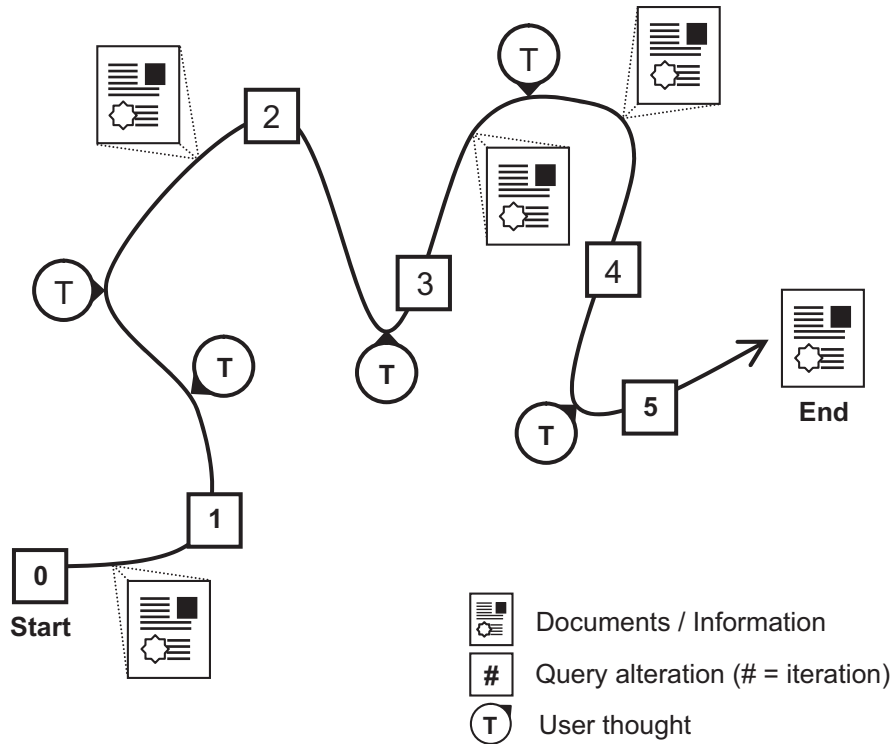 T
2
T
3
4
T
T
T
5
End
1
0
Start
Documents / Information
# Query alteration (# = iteration)
T User thought